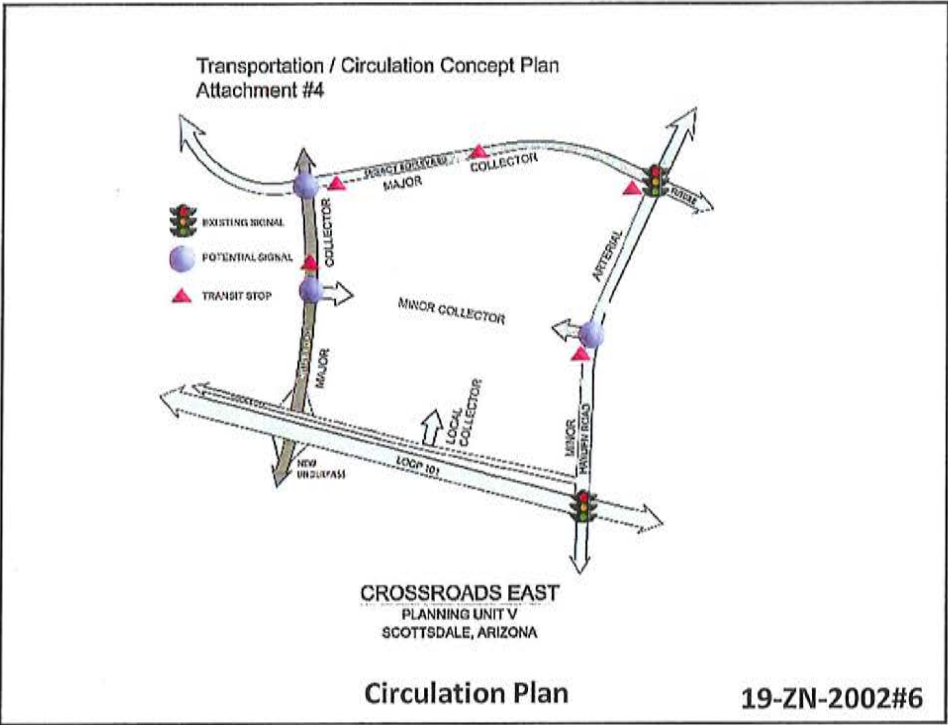 Transportation / Circulation Concept Plan
Attachment #4
MAJOR
COLLECTOR
FUTURE
EXISTING SIGNAL
POTENTIAL SIGNAL
TRANSIT STOP
COLLECTOR
MAJOR
ARTERIAL
MINOR COLLECTOR
LOCAL
COLLECTOR
MINOR
HAYDEN ROAD
LOOP 101
NEW
UNDERPASS
CROSSROADS EAST
PLANNING UNIT V
SCOTTSDALE, ARIZONA
Circulation Plan
19-ZN-2002#6